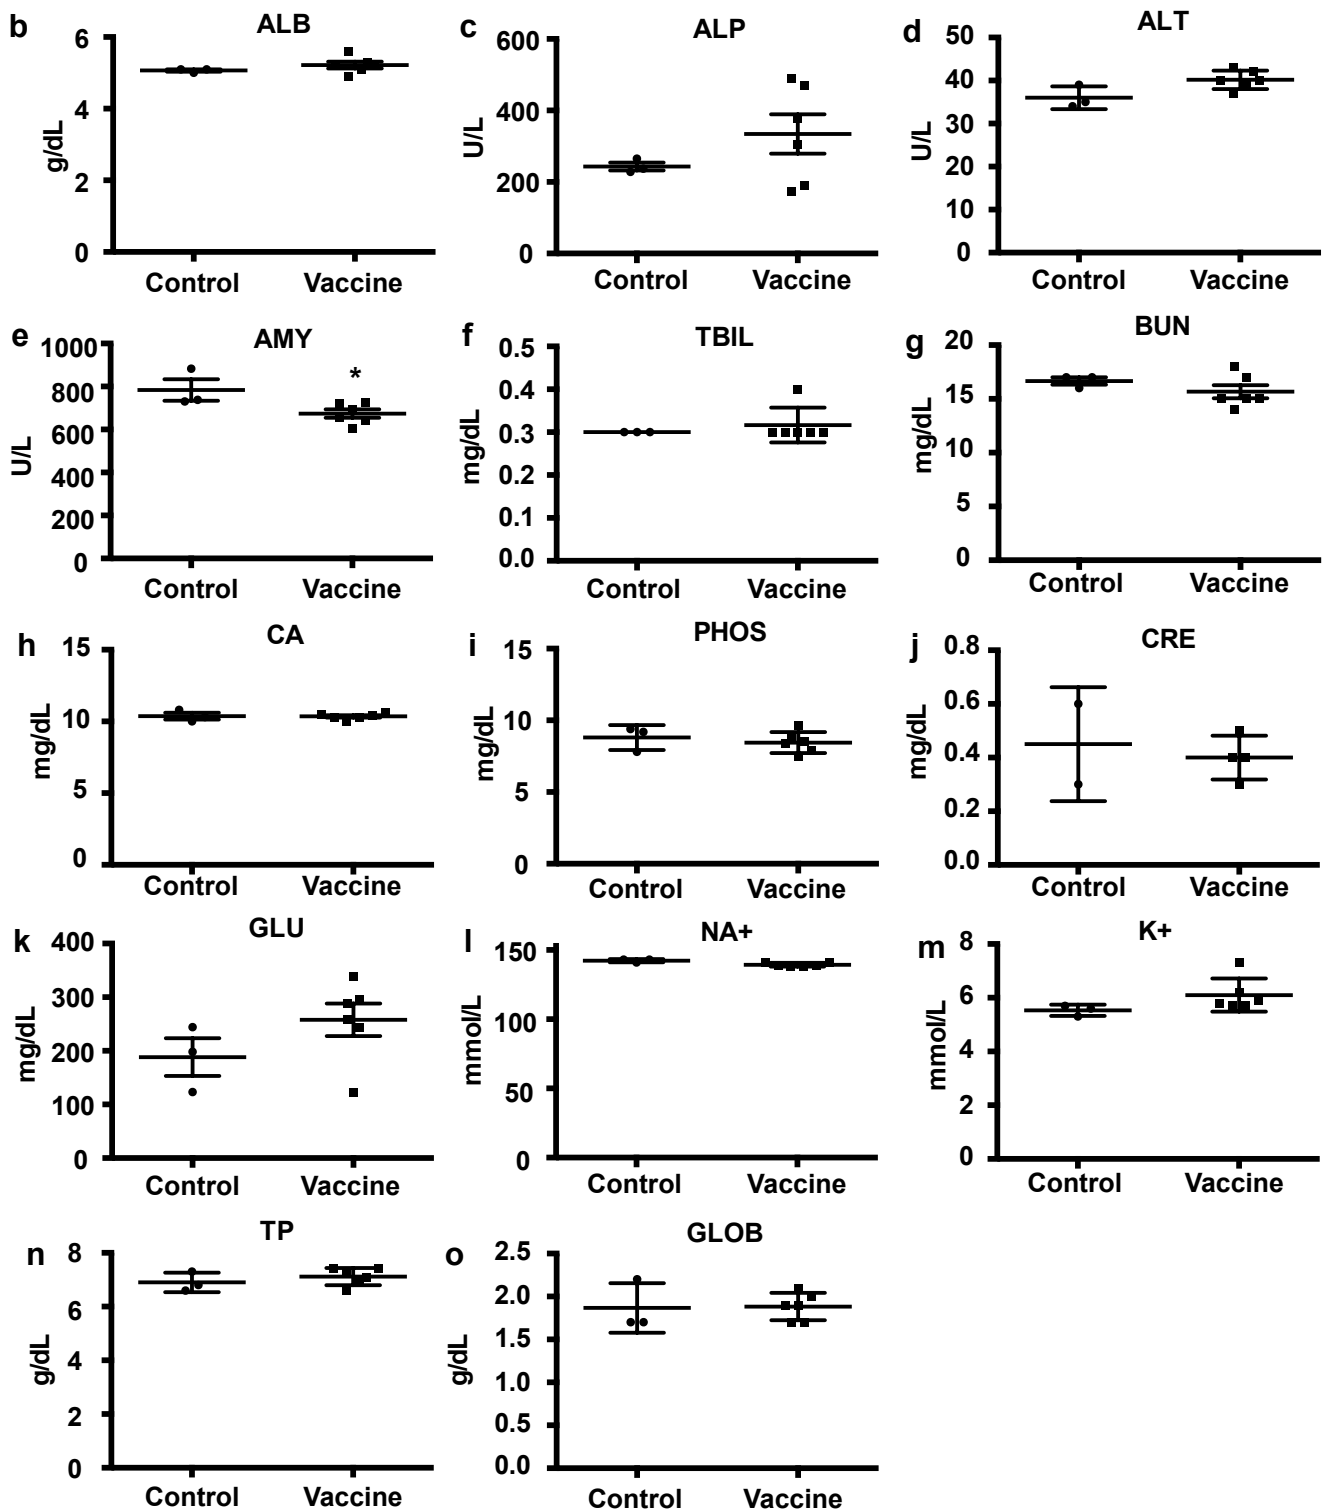 b ALB
6
4
2
0
g/dL
Control Vaccine
c ALP
600
400
200
0
U/L
Control Vaccine
d ALT
50
40
30
20
10
0
U/L
Control Vaccine
e AMY
1000
800
600
400
200
0
U/L
*
Control Vaccine
f TBIL
0.5
0.4
0.3
0.2
0.1
0.0
mg/dL
Control Vaccine
g BUN
20
15
10
5
0
mg/dL
Control Vaccine
h CA
15
10
5
0
mg/dL
Control Vaccine
i PHOS
15
10
5
0
mg/dL
Control Vaccine
j CRE
0.8
0.6
0.4
0.2
0.0
mg/dL
Control Vaccine
k GLU
400
300
200
100
0
mg/dL
Control Vaccine
l NA+
150
100
50
0
mmol/L
Control Vaccine
m K+
8
6
4
2
0
mmol/L
Control Vaccine
n TP
8
6
4
2
0
g/dL
Control Vaccine
o GLOB
2.5
2.0
1.5
1.0
0.5
0.0
g/dL
Control Vaccine